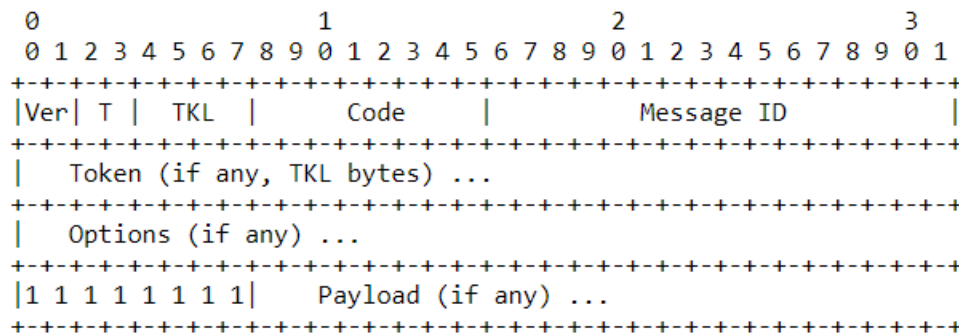 0                   1                   2                   3
0 1 2 3 4 5 6 7 8 9 0 1 2 3 4 5 6 7 8 9 0 1 2 3 4 5 6 7 8 9 0 1
+-+-+-+-+-+-+-+-+-+-+-+-+-+-+-+-+-+-+-+-+-+-+-+-+-+-+-+-+-+-+-+-+
|Ver| T |  TKL  |      Code     |          Message ID           |
+-+-+-+-+-+-+-+-+-+-+-+-+-+-+-+-+-+-+-+-+-+-+-+-+-+-+-+-+-+-+-+-+
|   Token (if any, TKL bytes) ...
+-+-+-+-+-+-+-+-+-+-+-+-+-+-+-+-+-+-+-+-+-+-+-+-+-+-+-+-+-+-+-+-+
|   Options (if any) ...
+-+-+-+-+-+-+-+-+-+-+-+-+-+-+-+-+-+-+-+-+-+-+-+-+-+-+-+-+-+-+-+-+
|1 1 1 1 1 1 1 1|    Payload (if any) ...
+-+-+-+-+-+-+-+-+-+-+-+-+-+-+-+-+-+-+-+-+-+-+-+-+-+-+-+-+-+-+-+-+